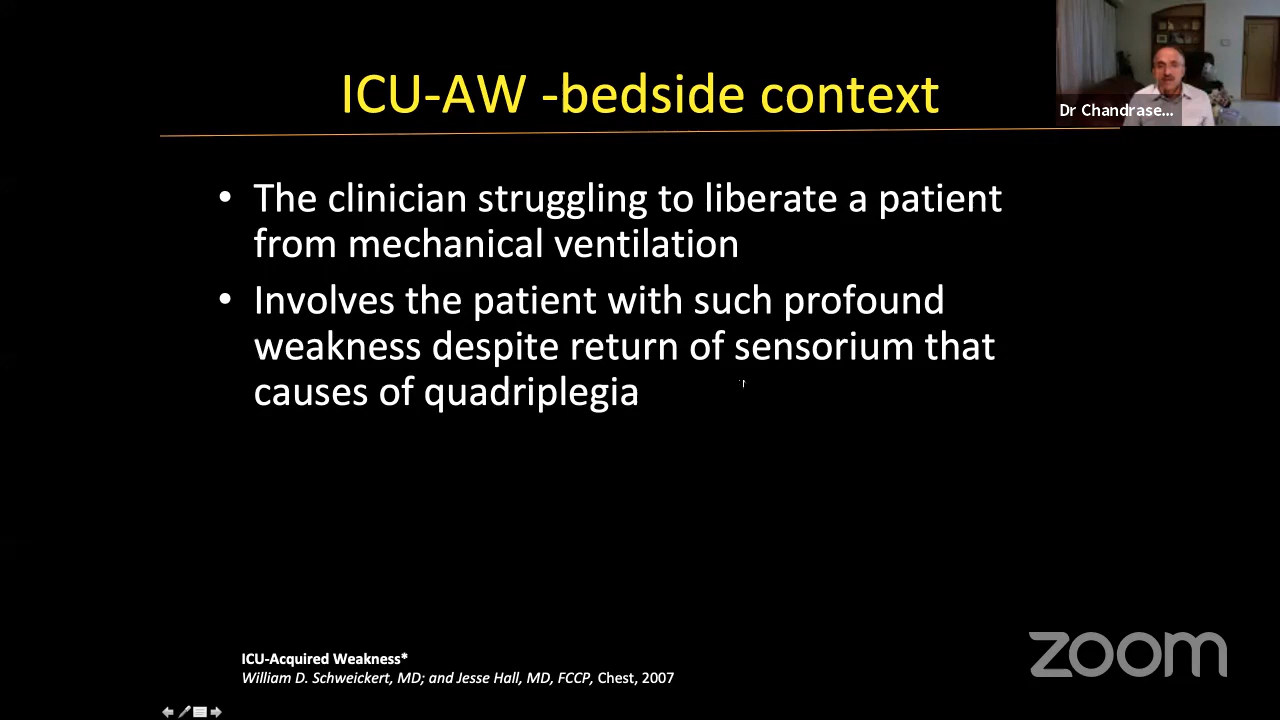 ICU-AW -bedside context
Dr Chandrase...
• The clinician struggling to liberate a patient
from mechanical ventilation
• Involves the patient with such profound
weakness despite return of sensorium that
causes of quadriplegia
ICU-Acquired Weakness*
William D. Schweickert, MD; and Jesse Hall, MD, FCCP, Chest, 2007
zoom